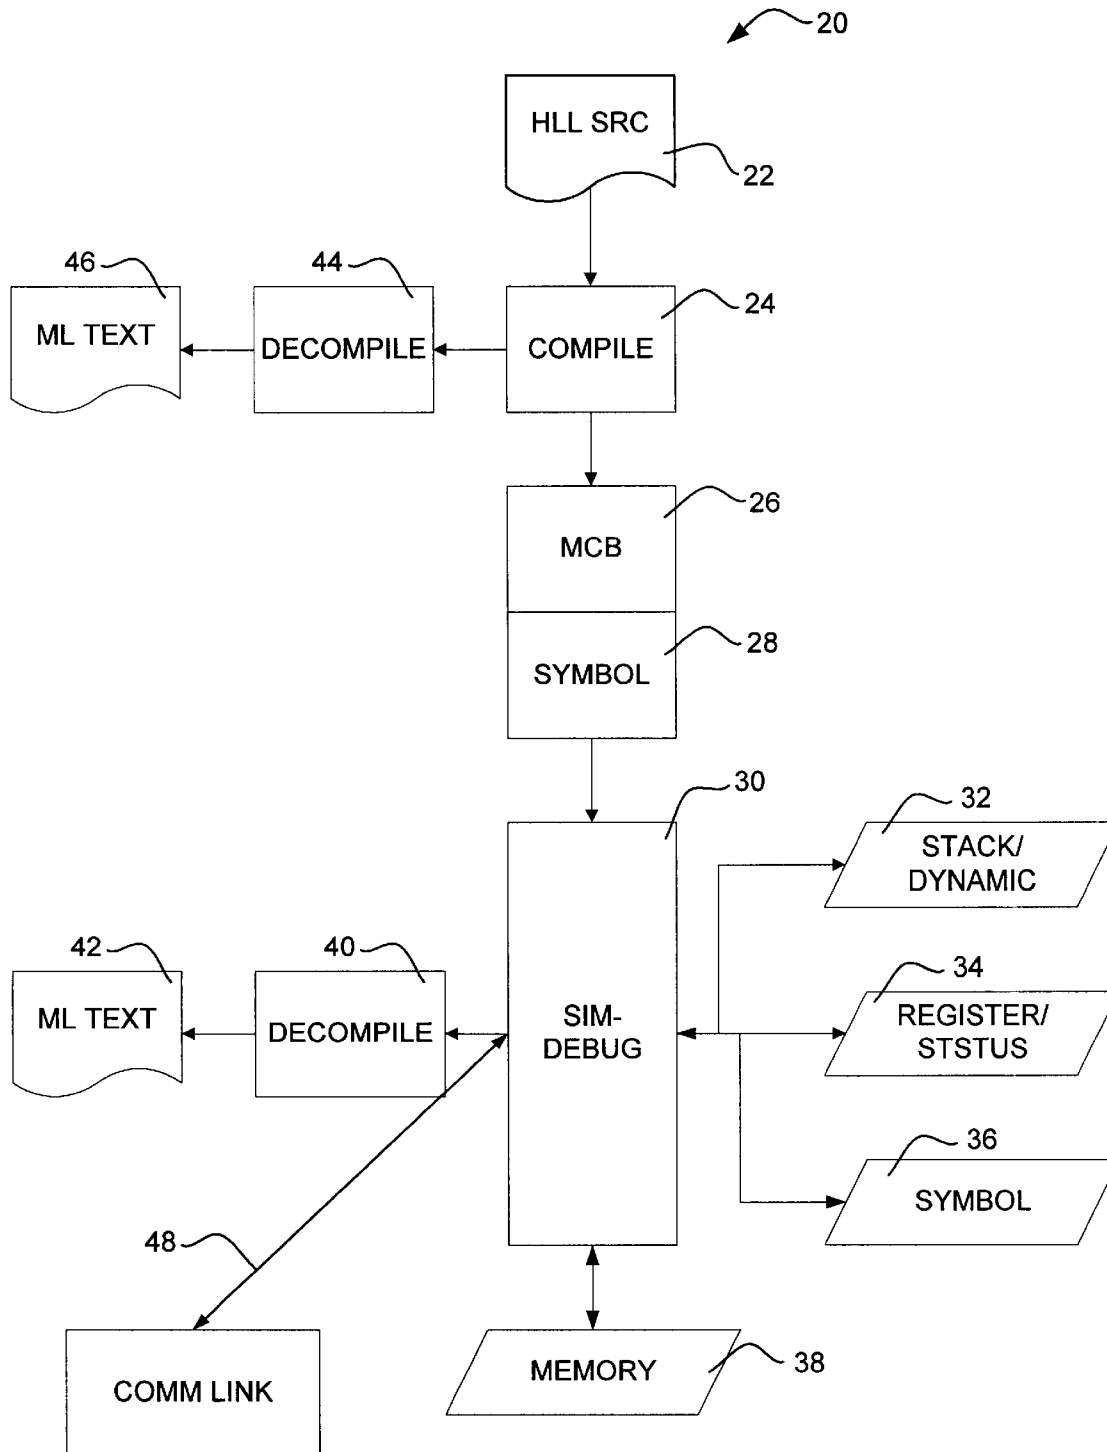 20
HLL SRC
22
46
44
24
ML TEXT
DECOMPILE
COMPILE
26
MCB
28
SYMBOL
30
32
STACK/
DYNAMIC
42
40
34
ML TEXT
DECOMPILE
SIM-
DEBUG
REGISTER/
STSTUS
36
SYMBOL
48
COMM LINK
MEMORY
38